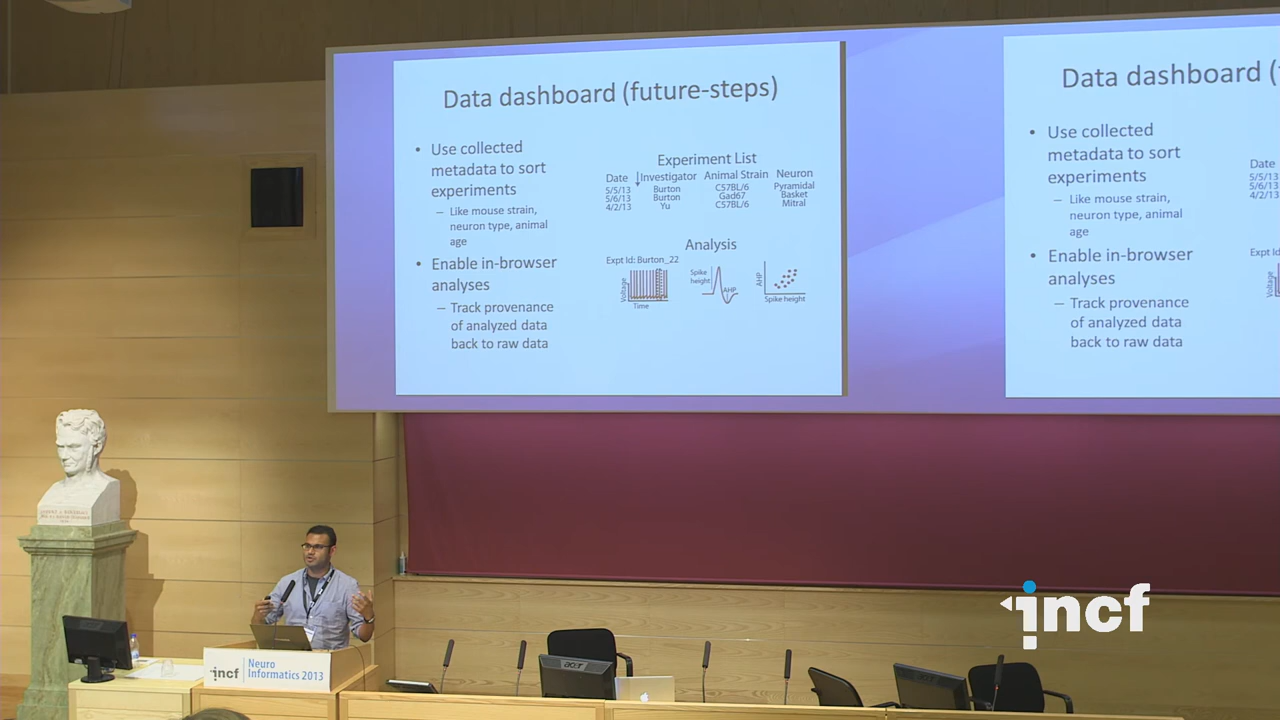 Data dashboard (future-steps)
• Use collected
metadata to sort
experiments
– Like mouse strain,
neuron type, animal
age
• Enable in-browser
analyses
– Track provenance
of analyzed data
back to raw data
Experiment List
Date Investigator Animal Strain Neuron
5/5/13 Burton C57BL/6 Pyramidal
5/6/13 Burton Gad67 Basket
4/2/13 Yu C57BL/6 Mitral
Analysis
Expt Id: Burton_22
Voltage
Time
Spike
height
AHP
AHP
Spike height
Data dashboard (
• Use collected
metadata to sort
experiments
– Like mouse strain,
neuron type, animal
age
• Enable in-browser
analyses
– Track provenance
of analyzed data
back to raw data
Date
5/5/13
5/6/13
4/2/13
Expt Id
Voltage
incf
incf
Neuro
Informatics 2013
acer